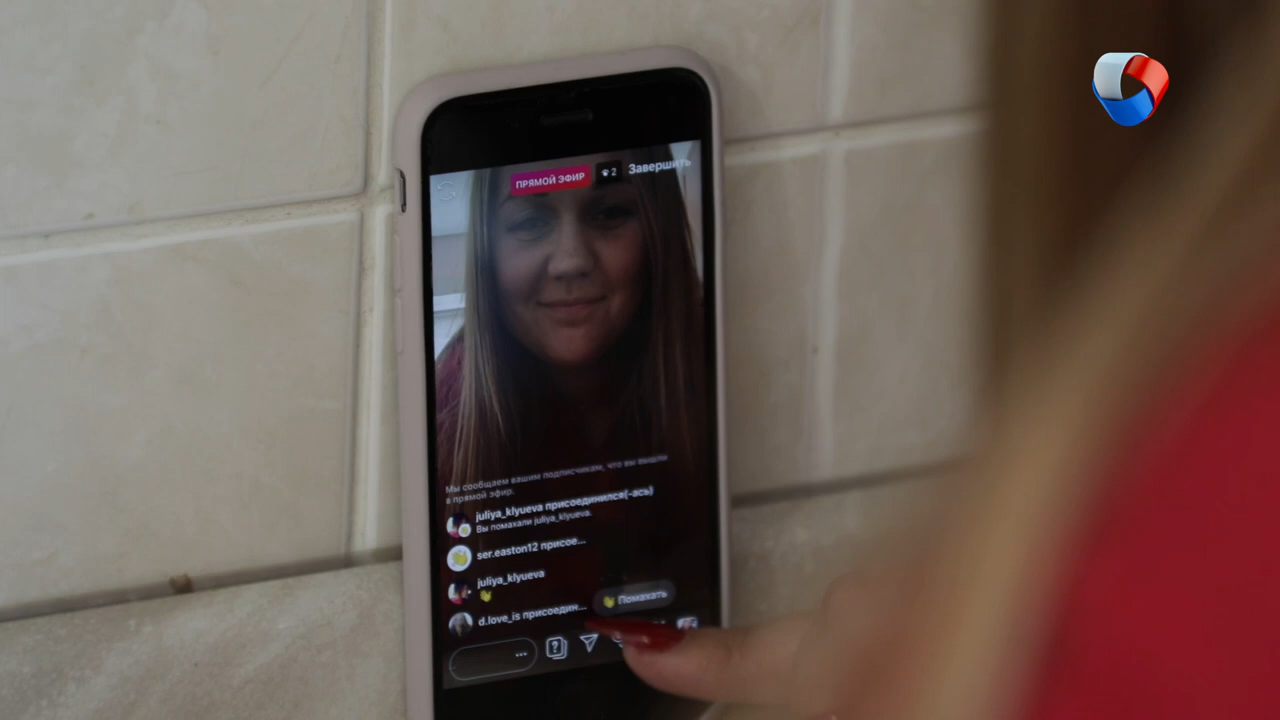 ПРЯМОЙ ЭФИР
2
Завершить
Мы сообщаем вашим подписчикам, что вы вышли
в прямой эфир.
juliya_klyueva присоединился(-ась)
Вы помахали juliya_klyueva.
ser.easton12 присое...
juliya_klyueva
d.love_is присоедин...
Помахать